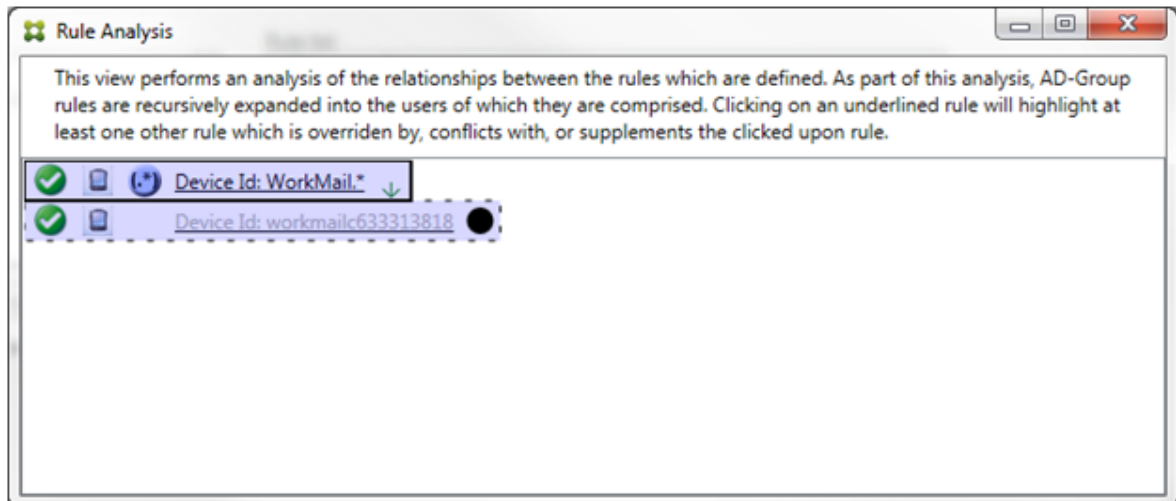 Rule Analysis
This view performs an analysis of the relationships between the rules which are defined. As part of this analysis, AD-Group
rules are recursively expanded into the users of which they are comprised. Clicking on an underlined rule will highlight at
least one other rule which is overriden by, conflicts with, or supplements the clicked upon rule.
(.*) Device Id: WorkMail.*
Device Id: workmailc633313818